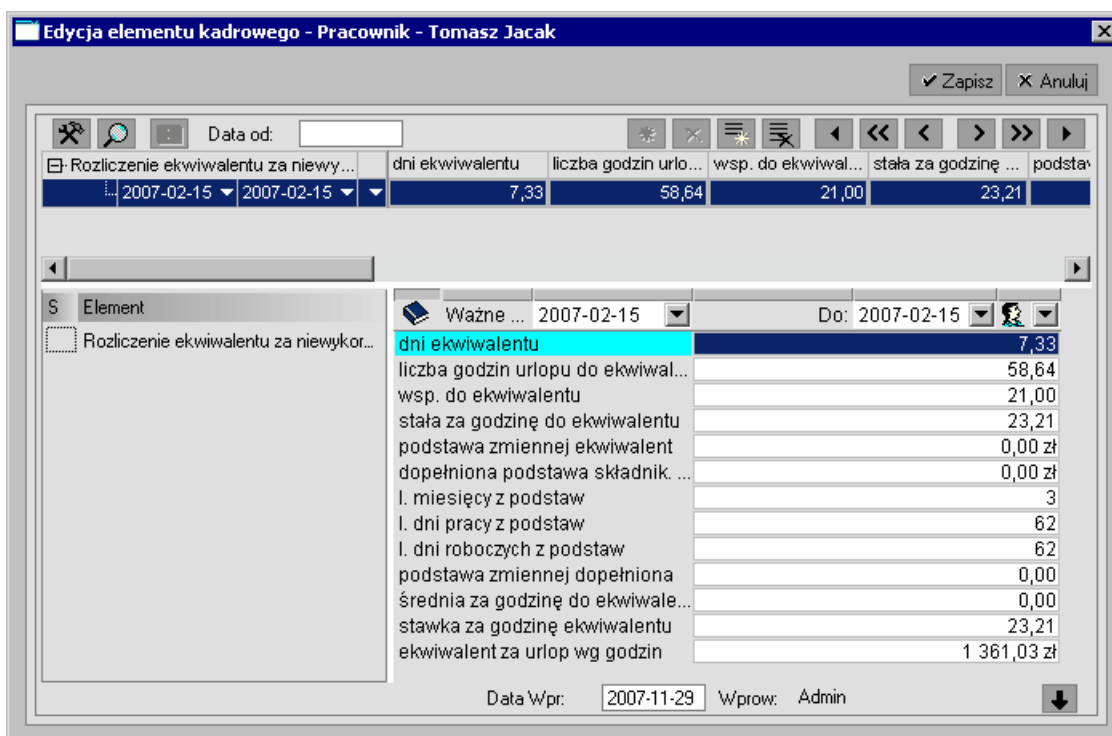 Edycja elementu kadrowego - Pracownik - Tomasz Jacak
Zapisz Anuluj
Data od:
Rozliczenie ekwiwalentu za niewy... dni ekwiwalentu liczba godzin urlo... wsp. do ekwiwal... stała za godzinę ... podsta
2007-02-15 2007-02-15 7,33 58,64 21,00 23,21
S Element Ważne ... 2007-02-15 Do: 2007-02-15
Rozliczenie ekwiwalentu za niewykor...
dni ekwiwalentu 7,33
liczba godzin urlopu do ekwiwal... 58,64
wsp. do ekwiwalentu 21,00
stała za godzinę do ekwiwalentu 23,21
podstawa zmiennej ekwiwalent 0,00 zł
dopełniona podstawa składnik. ... 0,00 zł
l. miesięcy z podstaw 3
l. dni pracy z podstaw 62
l. dni roboczych z podstaw 62
podstawa zmiennej dopełniona 0,00
średnia za godzinę do ekwiwale... 0,00
stawka za godzinę ekwiwalentu 23,21
ekwiwalent za urlop wg godzin 1 361,03 zł
Data Wpr: 2007-11-29 Wprow: Admin